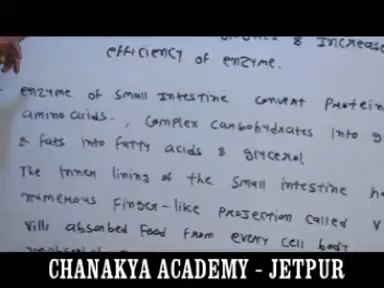 & Increase
efficiency of enzyme.
enzyme of small Intestine convert Protein
amino acids. , complex carbohydrates into g
& fats into fatty acids & glycerol
The Inner lining of the small intestine h
numerous finger-like projection called v
villi absorbed food from every cell body
CHANAKYA ACADEMY - JETPUR